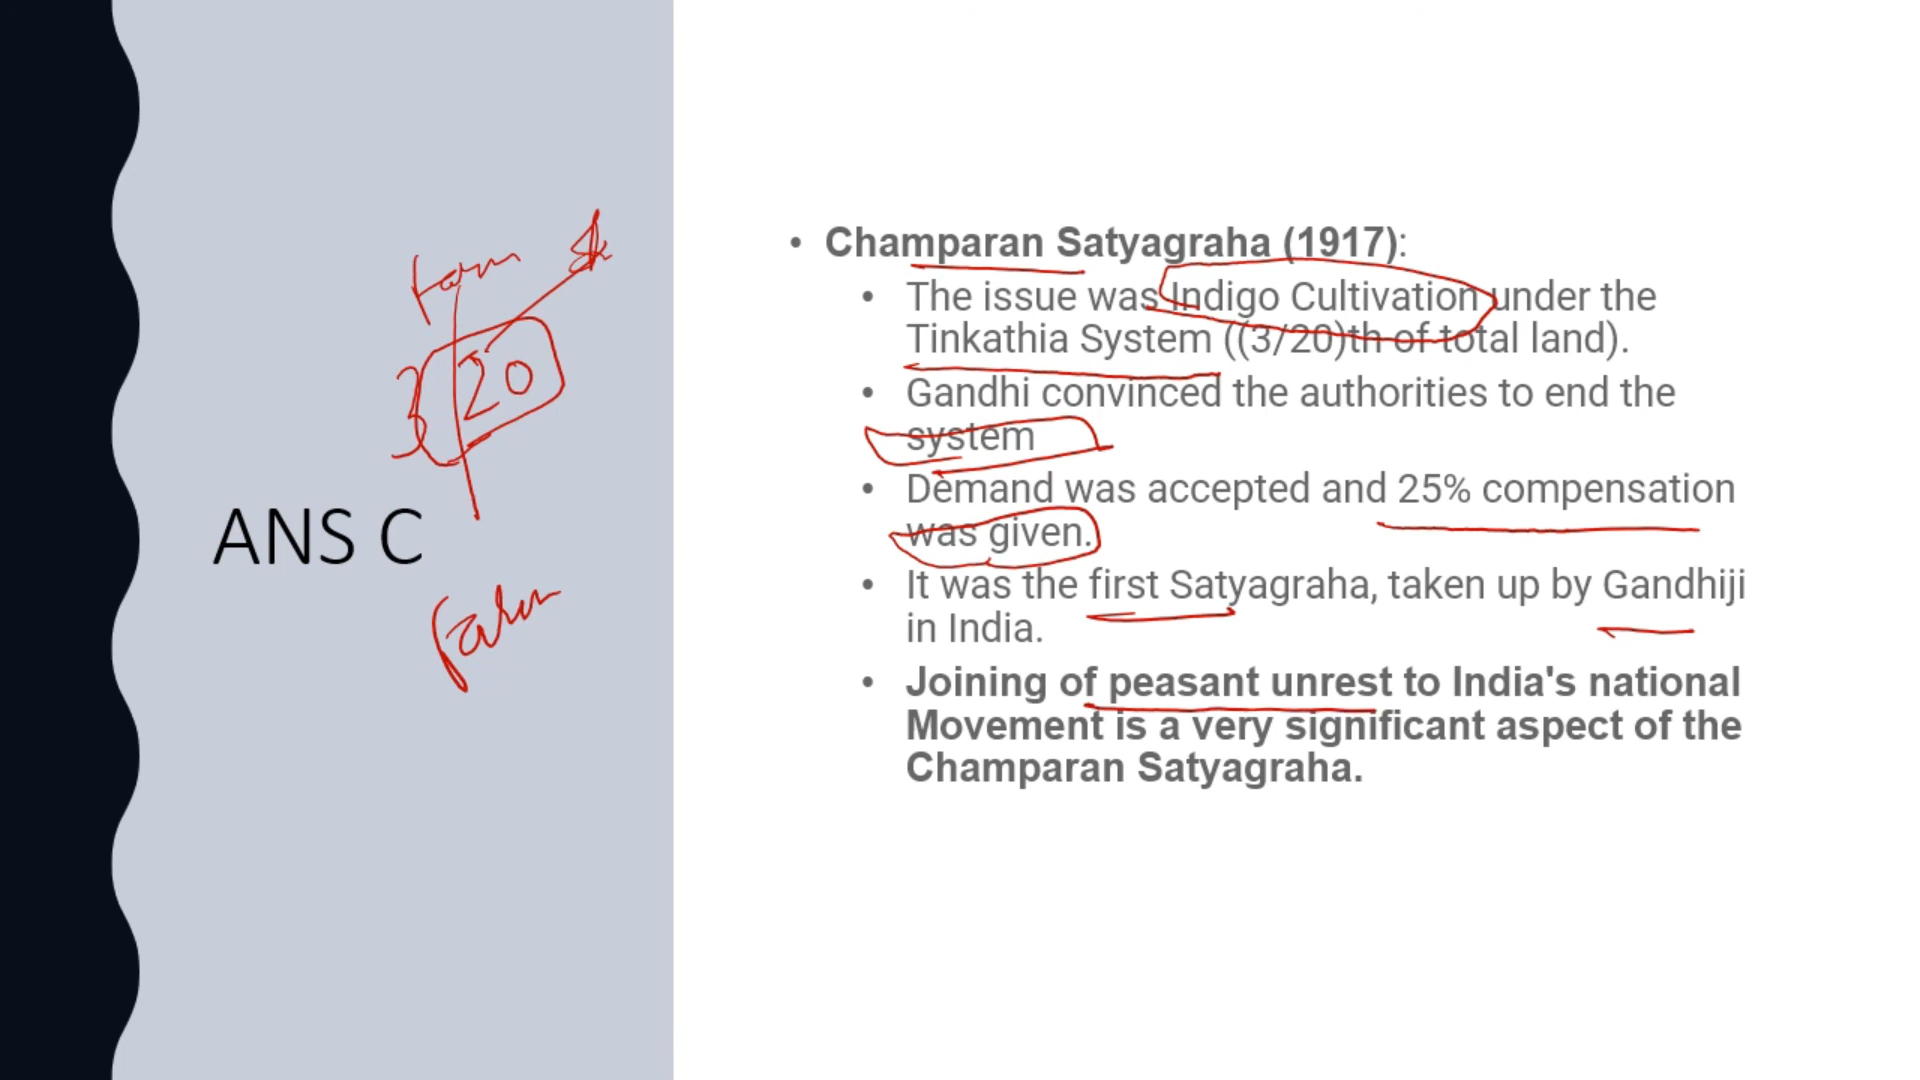 ANS C
3
20
• Champaran Satyagraha (1917):
• The issue was Indigo Cultivation under the
Tinkathia System ((3/20)th of total land).
• Gandhi convinced the authorities to end the
system
• Demand was accepted and 25% compensation
was given.
• It was the first Satyagraha, taken up by Gandhiji
in India.
• Joining of peasant unrest to India's national
Movement is a very significant aspect of the
Champaran Satyagraha.